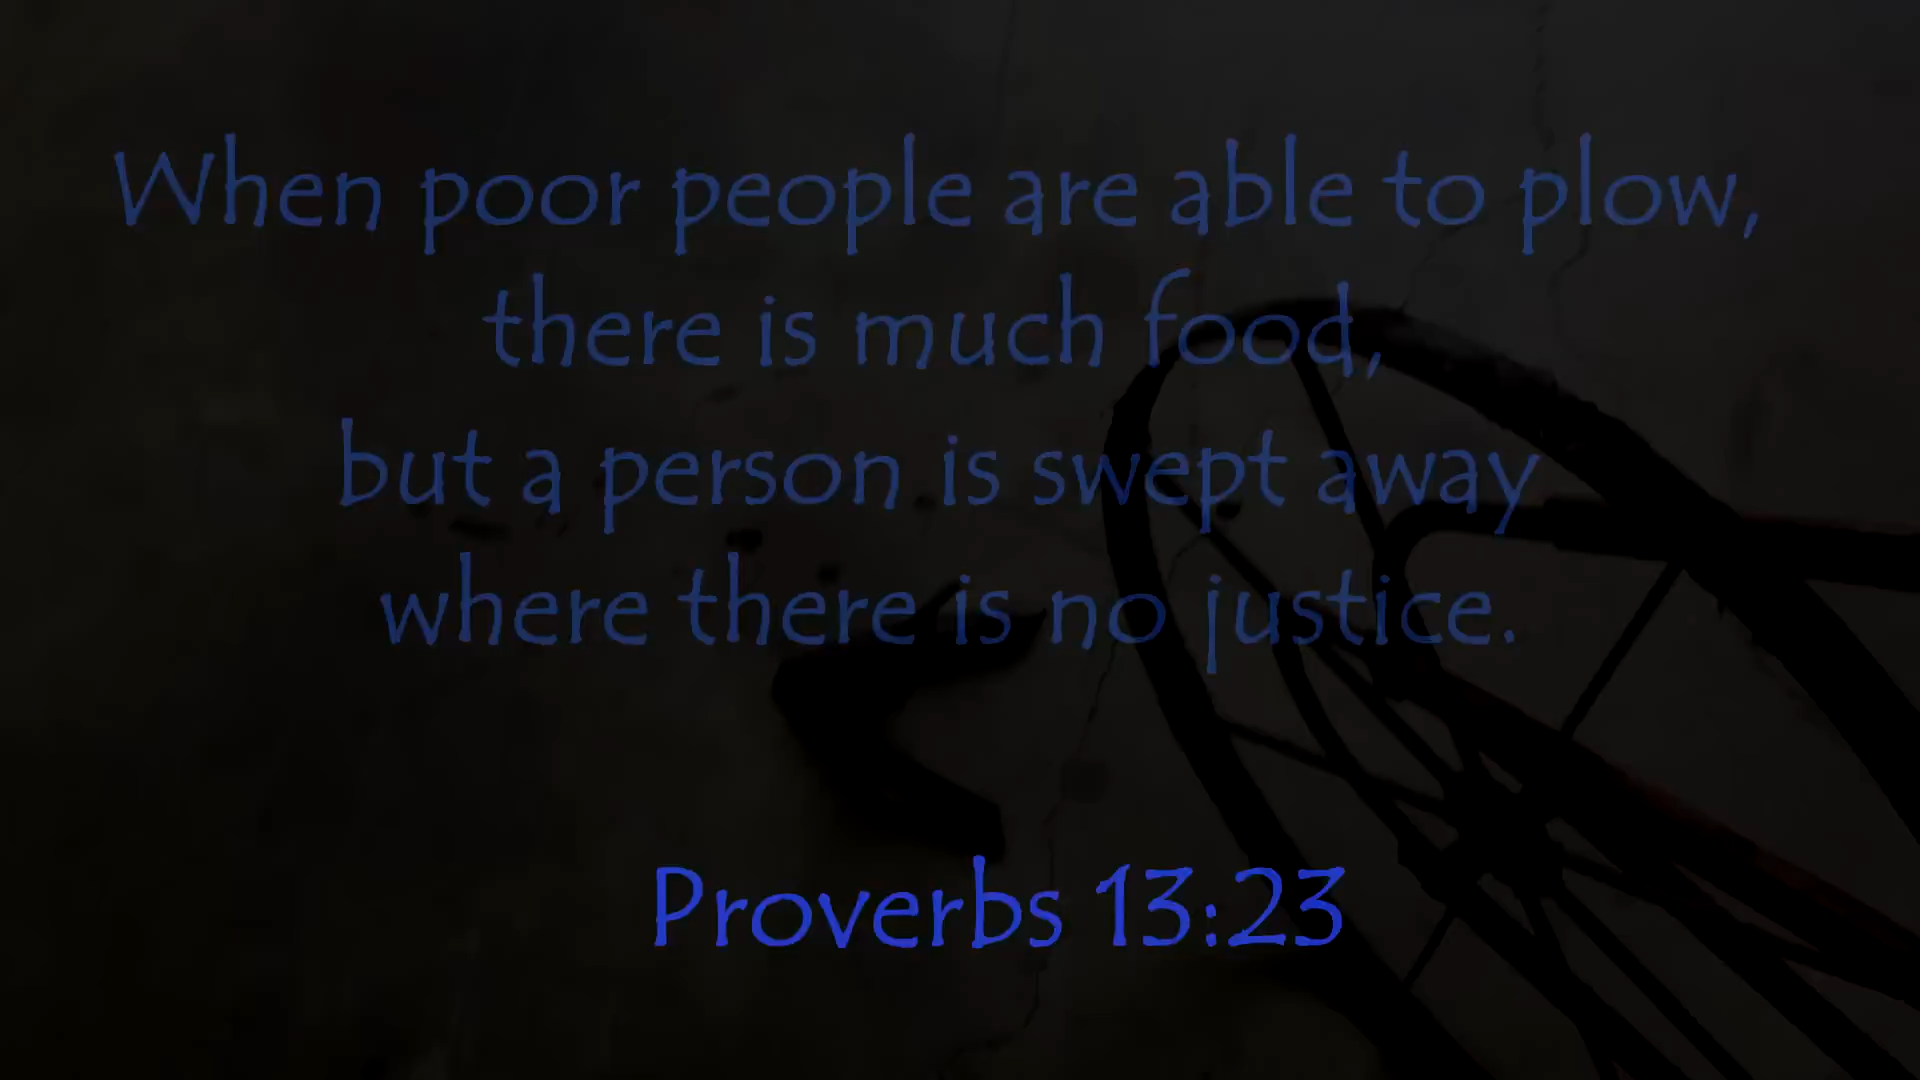 When poor people are able to plow,
there is much food,
but a person is swept away
where there is no justice.
Proverbs 13:23